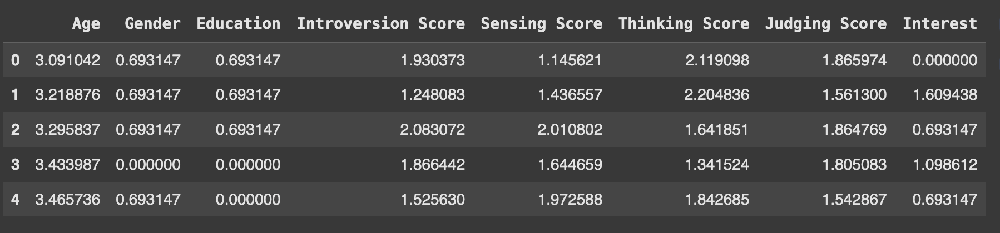 Age Gender Education Introversion Score Sensing Score Thinking Score Judging Score Interest
0 3.091042 0.693147 0.693147 1.930373 1.145621 2.119098 1.865974 0.000000
1 3.218876 0.693147 0.693147 1.248083 1.436557 2.204836 1.561300 1.609438
2 3.295837 0.693147 0.693147 2.083072 2.010802 1.641851 1.864769 0.693147
3 3.433987 0.000000 0.000000 1.866442 1.644659 1.341524 1.805083 1.098612
4 3.465736 0.693147 0.000000 1.525630 1.972588 1.842685 1.542867 0.693147